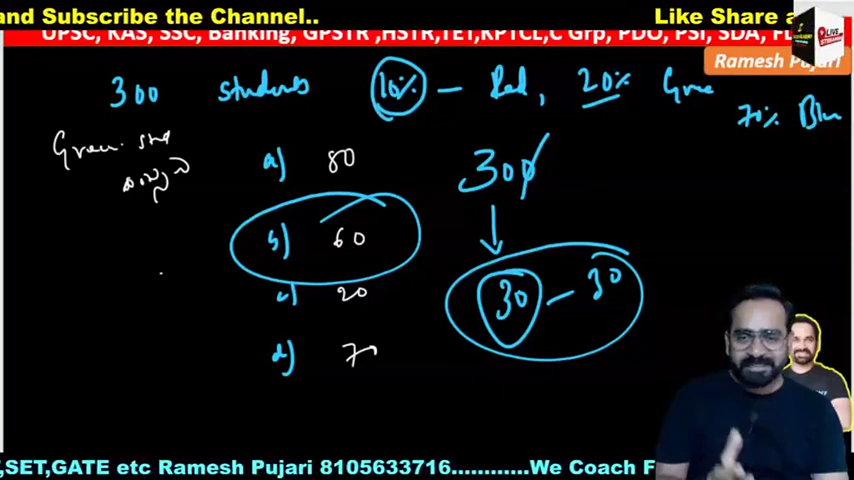 and Subscribe the Channel..
Like Share a
UPSC, KAS, SSC, Banking, GPSTR ,HSTR,TET,KPTCL,C Grp, PDO, PSI, SDA, F
LIVE
Ramesh Pujari
300 students 10% — Red, 20% Gree
70% Blu
Green
a) 80
300
b) 60
30 — 30
c) 20
d) 70
,SET,GATE etc Ramesh Pujari 8105633716............We Coach F